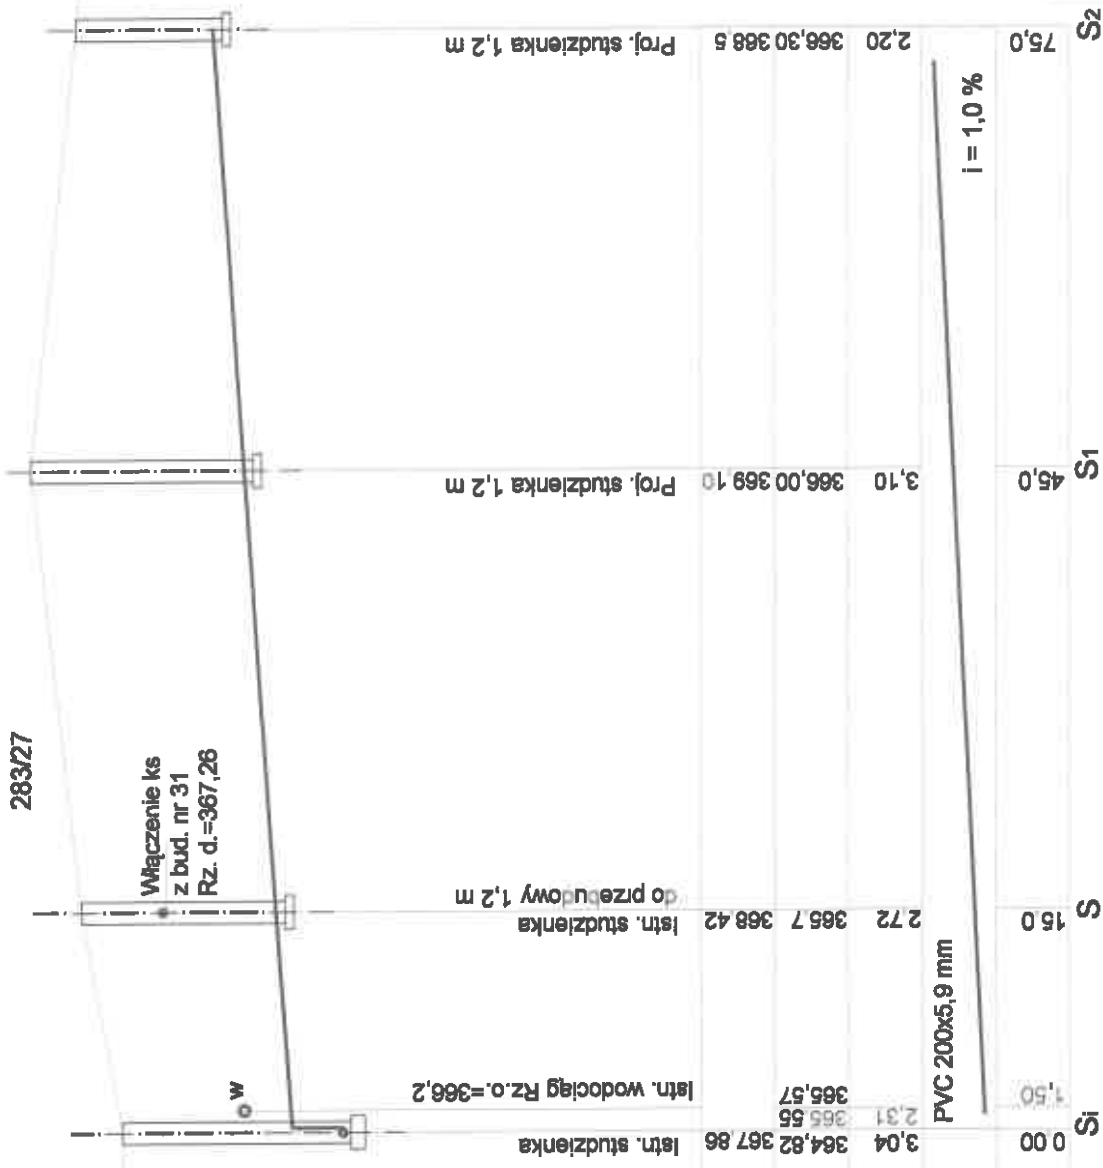 283/27
Włączenie ks
z bud. nr 31
Rz. d.=367,26
w
Istn. studzienka
Istn. wodociąg Rz.o.=366,2
Istn. studzienka
do przebudowy 1,2 m
Proj. studzienka 1,2 m
Proj. studzienka 1,2 m
367,86
368,42
369,10
368,5
364,82
365,55
365,57
365,7
366,00
366,30
3,04
2,31
2,72
3,10
2,20
PVC 200x5,9 mm
i = 1,0 %
0.00
1,50
15.0
45,0
75,0
Si
S
S1
S2